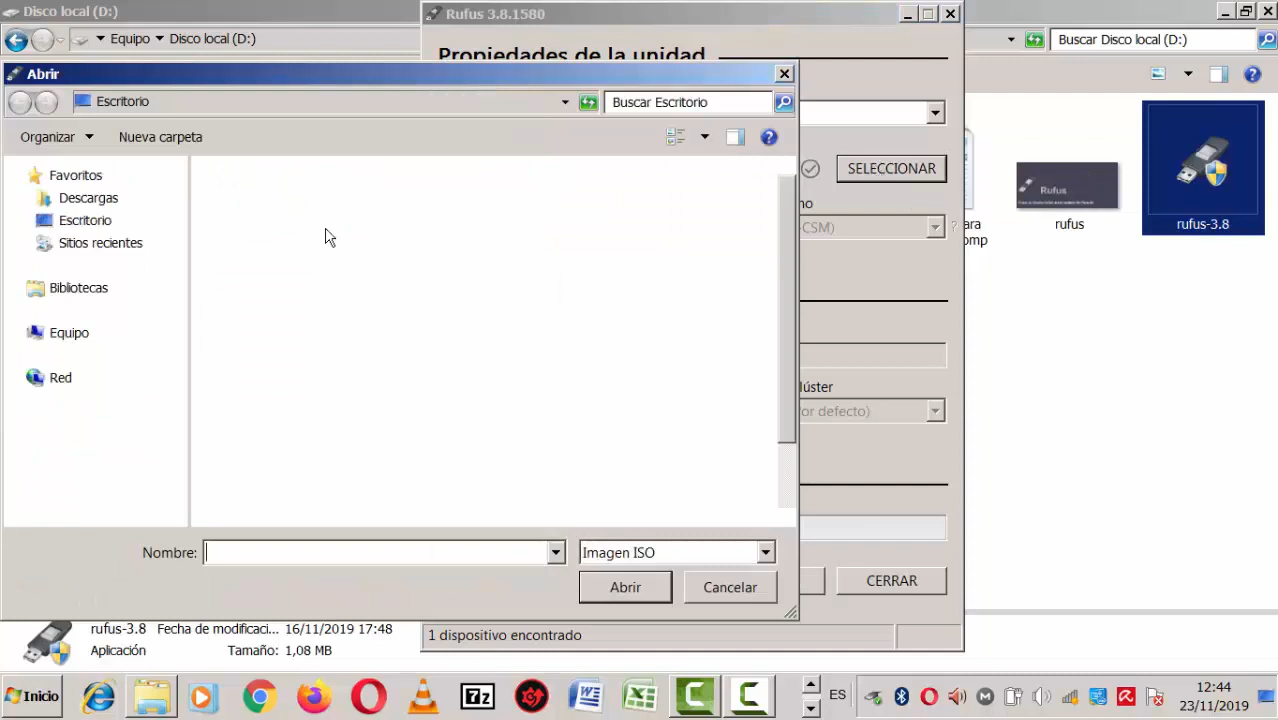 Disco local (D:)
Equipo ▾ Disco local (D:)
Buscar Disco local (D:)
Rufus 3.8.1580
Propiedades de la unidad
SELECCIONAR
no
-CSM)
?
lúster
or defecto)
CERRAR
1 dispositivo encontrado
Abrir
Escritorio
Buscar Escritorio
Organizar
Nueva carpeta
Favoritos
Descargas
Escritorio
Sitios recientes
Bibliotecas
Equipo
Red
Nombre:
Imagen ISO
Abrir
Cancelar
ara
omp
Rufus
rufus
rufus-3.8
rufus-3.8 Fecha de modificaci... 16/11/2019 17:48
Aplicación Tamaño: 1,08 MB
Inicio
7z
ES
12:44
23/11/2019